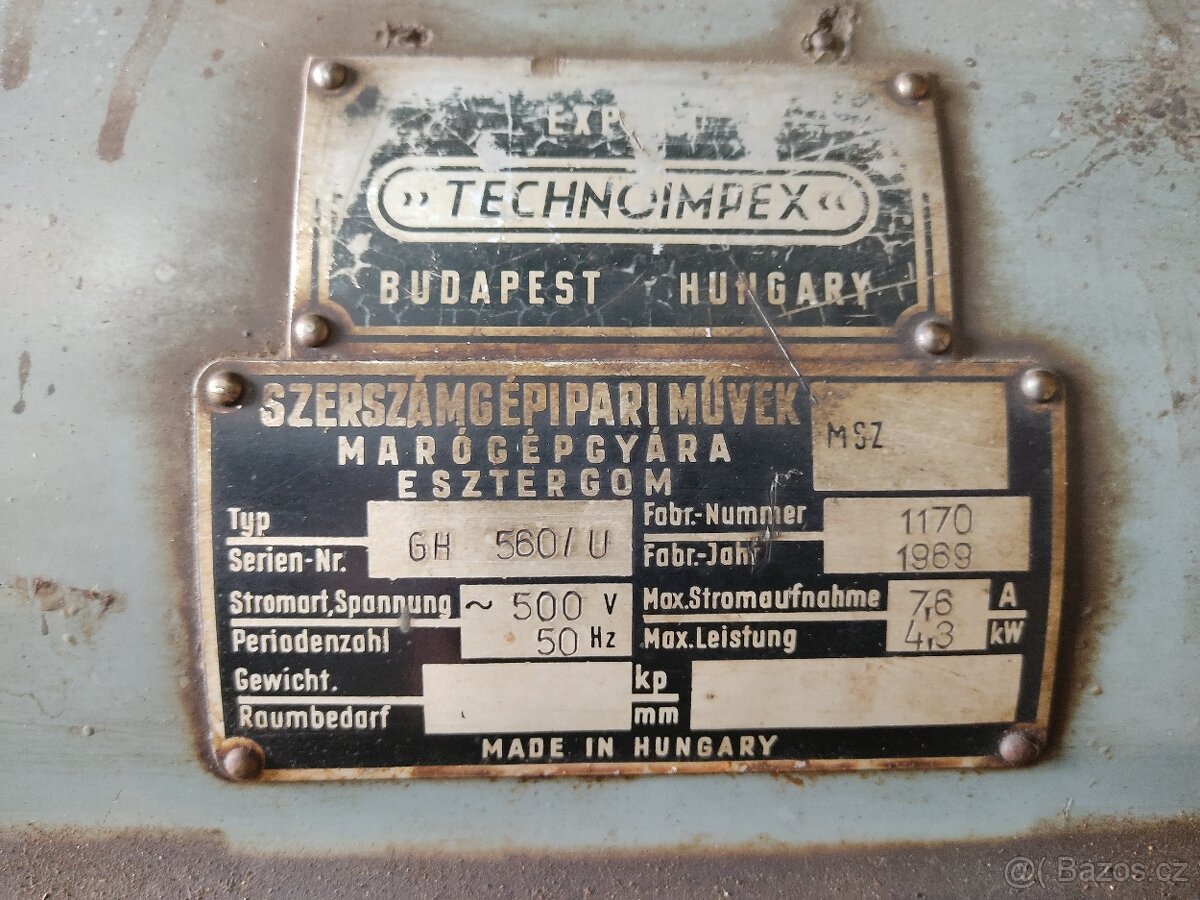 »TECHNOIMPEX«
BUDAPEST HUNGARY
SZERSZÁMGÉPIPARI MŰVEK
MARÓGÉPGYÁRA
ESZTERGOM
MSZ
Typ
Serien-Nr.
GH 560/U
Fabr.-Nummer 1170
Fabr.-Jahr 1969
Stromart,Spannung ~ 500 V
Periodenzahl 50 Hz
Max.Stromaufnahme 7,6 A
Max.Leistung 4,3 kW
Gewicht. kp
Raumbedarf mm
MADE IN HUNGARY
@( Bazos.cz